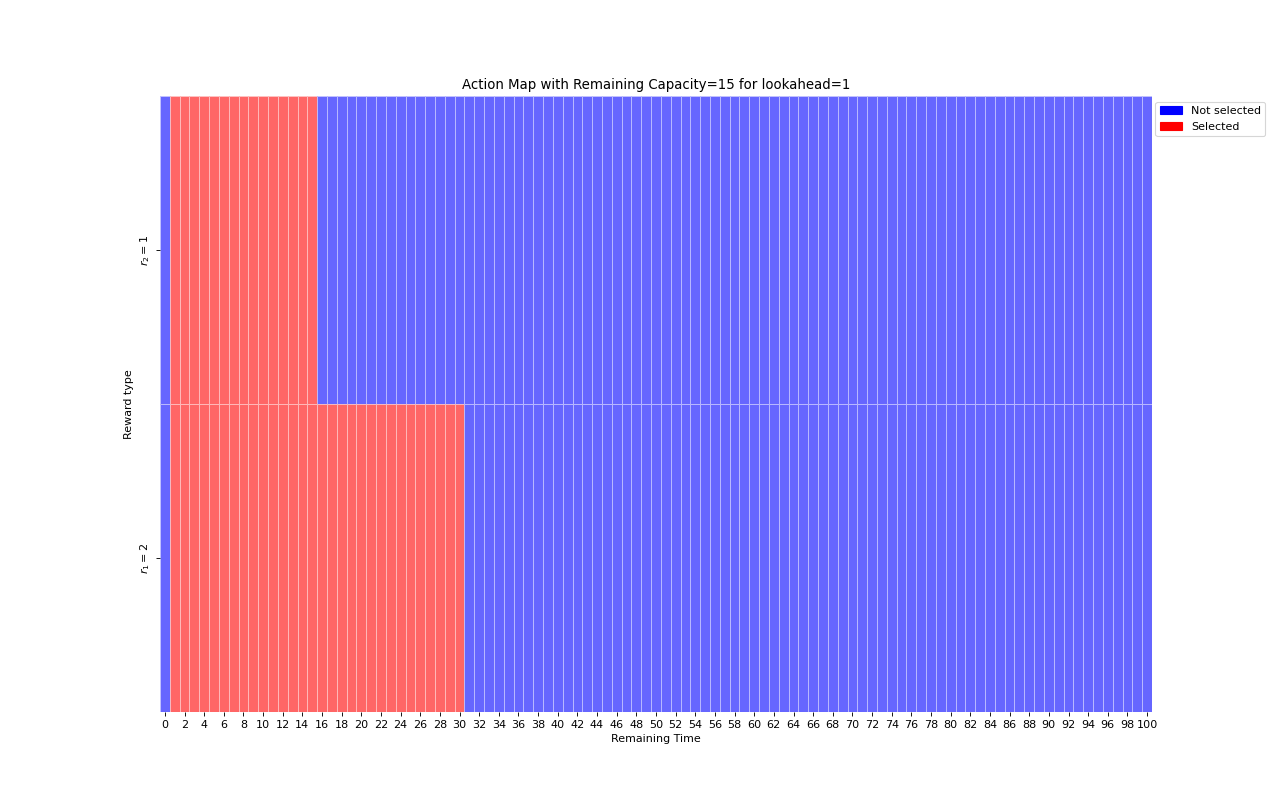 Action Map with Remaining Capacity=15 for lookahead=1
Not selected
Selected
r₂ = 1
Reward type
r₁ = 2
0 2 4 6 8 10 12 14 16 18 20 22 24 26 28 30 32 34 36 38 40 42 44 46 48 50 52 54 56 58 60 62 64 66 68 70 72 74 76 78 80 82 84 86 88 90 92 94 96 98 100
Remaining Time